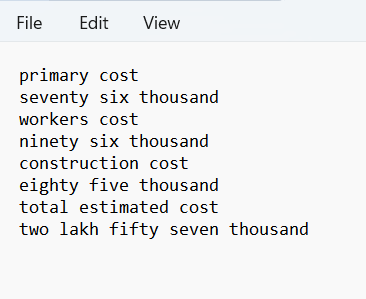 File Edit View
primary cost
seventy six thousand
workers cost
ninety six thousand
construction cost
eighty five thousand
total estimated cost
two lakh fifty seven thousand